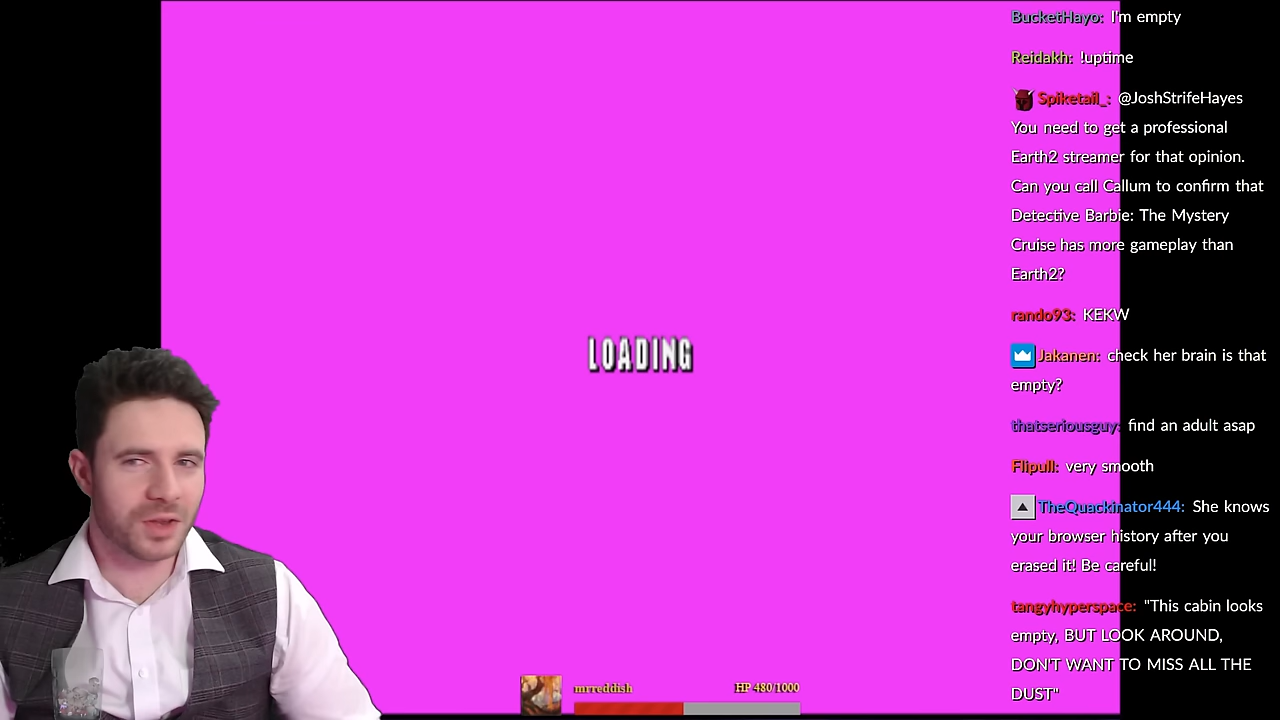 BucketHayo: I'm empty
Reidakh: !uptime
Spiketail_: @JoshStrifeHayes
You need to get a professional
Earth2 streamer for that opinion.
Can you call Callum to confirm that
Detective Barbie: The Mystery
Cruise has more gameplay than
Earth2?
rando93: KEKW
Jakanen: check her brain is that
empty?
thatseriousguy: find an adult asap
Flipull: very smooth
TheQuackinator444: She knows
your browser history after you
erased it! Be careful!
tangyhyperspace: "This cabin looks
empty, BUT LOOK AROUND,
DON'T WANT TO MISS ALL THE
DUST"
LOADING
mrreddish HP 480/1000